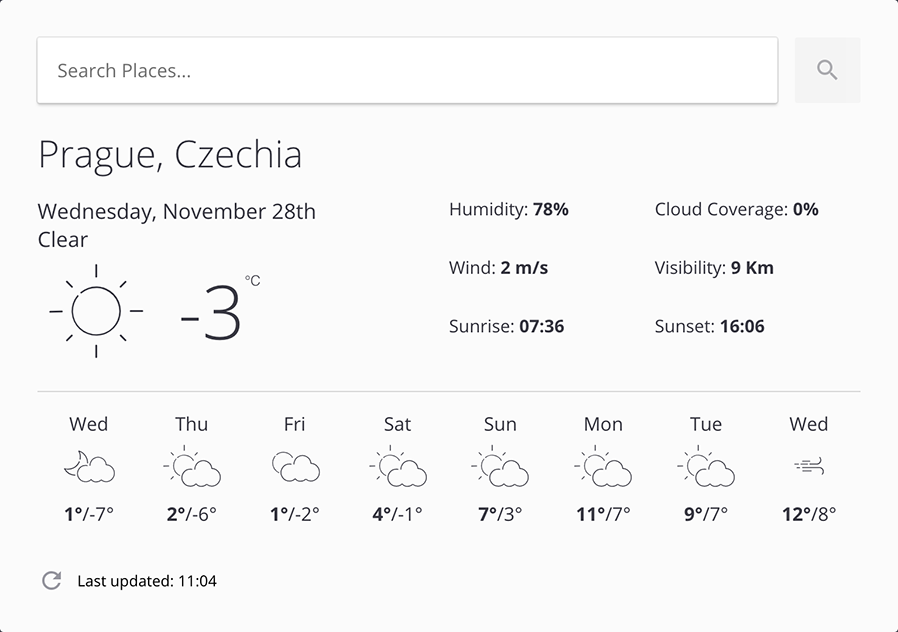 Search Places...
Prague, Czechia
Wednesday, November 28th
Clear
-3 °C
Humidity: 78%
Cloud Coverage: 0%
Wind: 2 m/s
Visibility: 9 Km
Sunrise: 07:36
Sunset: 16:06
Wed Thu Fri Sat Sun Mon Tue Wed
1°/-7° 2°/-6° 1°/-2° 4°/-1° 7°/3° 11°/7° 9°/7° 12°/8°
Last updated: 11:04